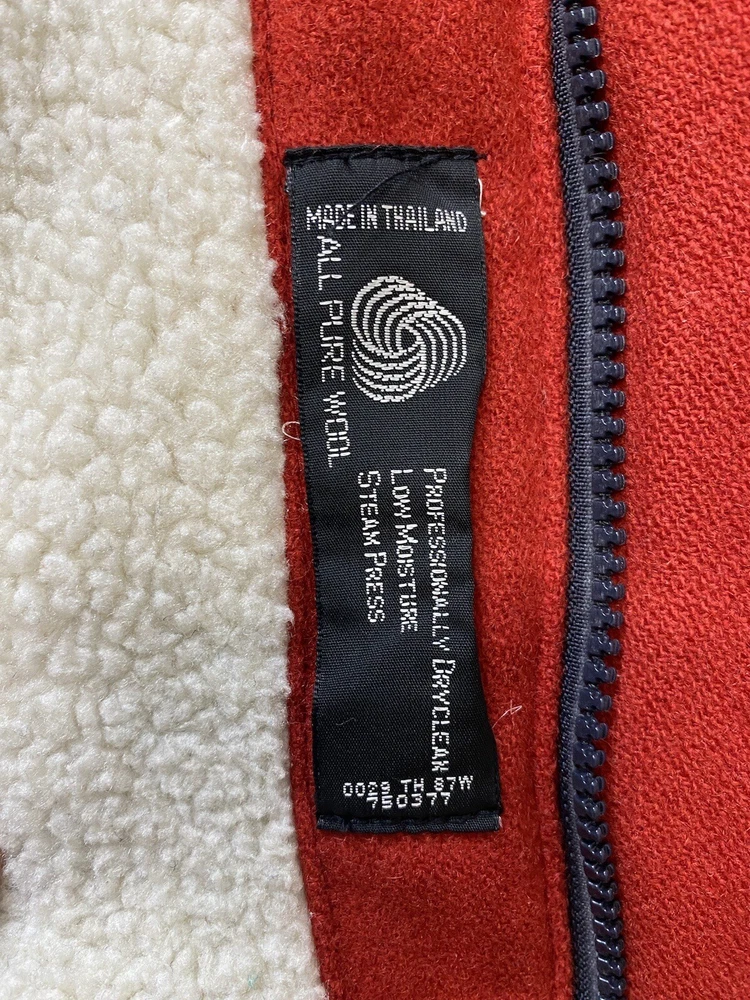 MADE IN THAILAND
ALL PURE WOOL
PROFESSIONALLY DRYCLEAN
LOW MOISTURE
STEAM PRESS
0029 TH 87W
750377